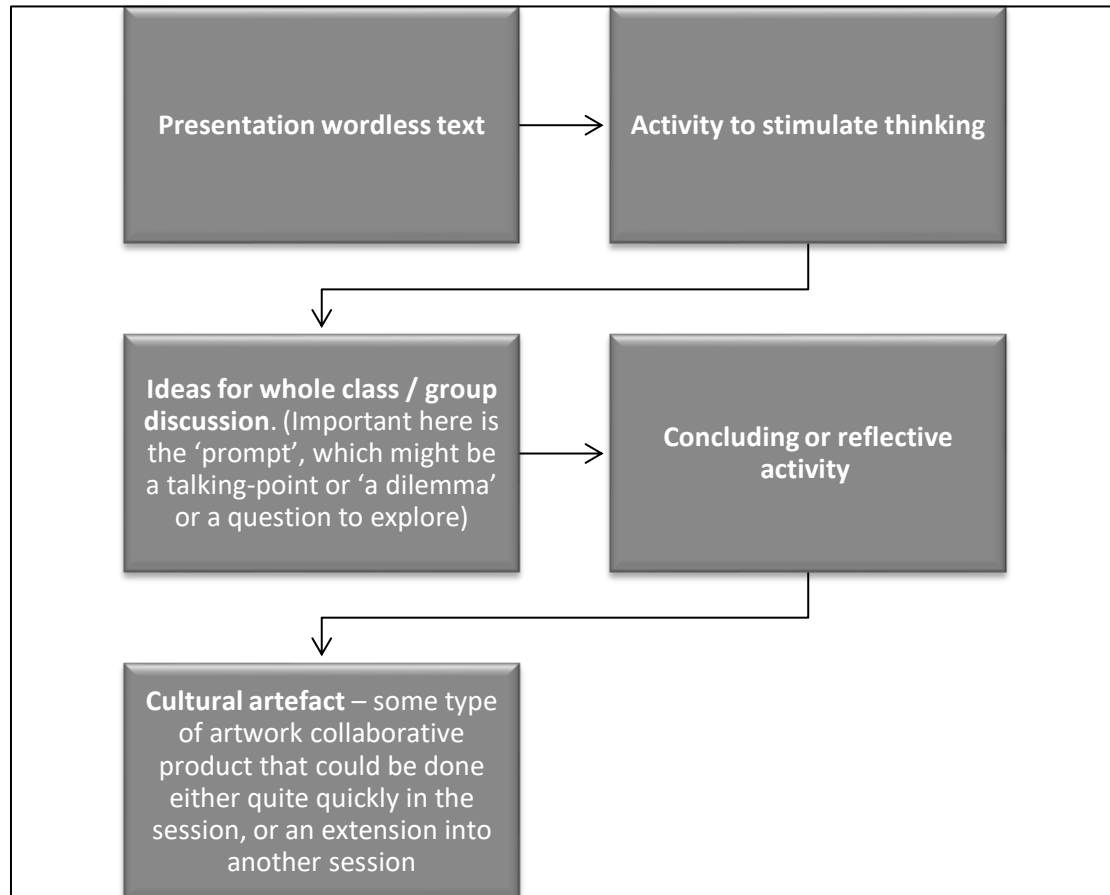 Presentation wordless text
Activity to stimulate thinking
Ideas for whole class / group
discussion. (Important here is
the ‘prompt’, which might be
a talking-point or ‘a dilemma’
or a question to explore)
Concluding or reflective
activity
Cultural artefact – some type
of artwork collaborative
product that could be done
either quite quickly in the
session, or an extension into
another session